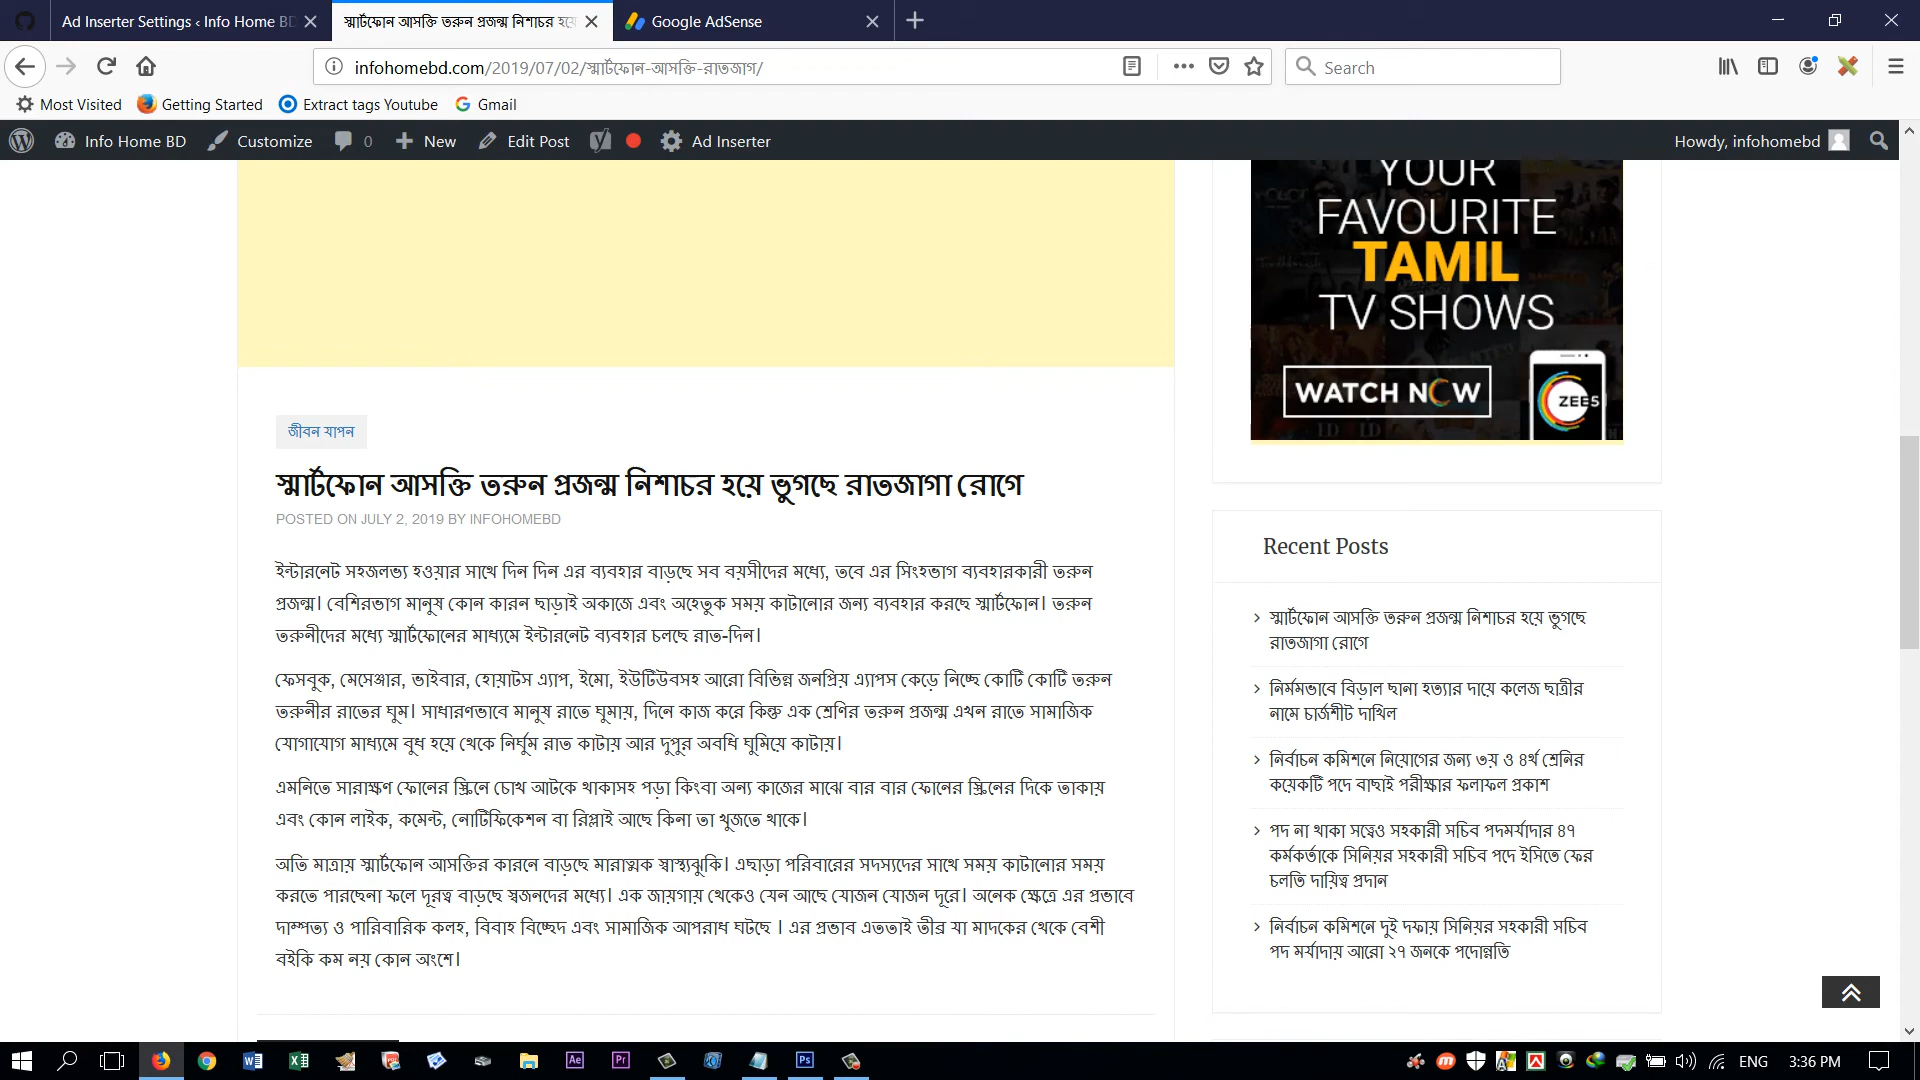 Ad Inserter Settings ‹ Info Home BD
স্মার্টফোন আসক্তি তরুন প্রজন্ম নিশাচর হয়ে
Google AdSense
infohomebd.com/2019/07/02/স্মার্টফোন-আসক্তি-রাতজাগ/
Search
Most Visited
Getting Started
Extract tags Youtube
Gmail
Info Home BD
Customize
0
New
Edit Post
Ad Inserter
Howdy, infohomebd
YOUR
FAVOURITE
TAMIL
TV SHOWS
WATCH NOW
ZEE5
জীবন যাপন
স্মার্টফোন আসক্তি তরুন প্রজন্ম নিশাচর হয়ে ভুগছে রাতজাগা রোগে
POSTED ON JULY 2, 2019 BY INFOHOMEBD
ইন্টারনেট সহজলভ্য হওয়ার সাথে দিন দিন এর ব্যবহার বাড়ছে সব বয়সীদের মধ্যে, তবে এর সিংহভাগ ব্যবহারকারী তরুন
প্রজন্ম। বেশিরভাগ মানুষ কোন কারন ছাড়াই অকাজে এবং অহেতুক সময় কাটানোর জন্য ব্যবহার করছে স্মার্টফোন। তরুন
তরুনীদের মধ্যে স্মার্টফোনের মাধ্যমে ইন্টারনেট ব্যবহার চলছে রাত-দিন।
ফেসবুক, মেসেঞ্জার, ভাইবার, হোয়াটস এ্যাপ, ইমো, ইউটিউবসহ আরো বিভিন্ন জনপ্রিয় এ্যাপস কেড়ে নিচ্ছে কোটি কোটি তরুন
তরুনীর রাতের ঘুম। সাধারণভাবে মানুষ রাতে ঘুমায়, দিনে কাজ করে কিন্তু এক শ্রেণির তরুন প্রজন্ম এখন রাতে সামাজিক
যোগাযোগ মাধ্যমে বুধ হয়ে থেকে নির্ঘুম রাত কাটায় আর দুপুর অবধি ঘুমিয়ে কাটায়।
এমনিতে সারাক্ষণ ফোনের স্ক্রিনে চোখ আটকে থাকাসহ পড়া কিংবা অন্য কাজের মাঝে বার বার ফোনের স্ক্রিনের দিকে তাকায়
এবং কোন লাইক, কমেন্ট, নোটিফিকেশন বা রিপ্লাই আছে কিনা তা খুজতে থাকে।
অতি মাত্রায় স্মার্টফোন আসক্তির কারনে বাড়ছে মারাত্মক স্বাস্থ্যঝুকি। এছাড়া পরিবারের সদস্যদের সাথে সময় কাটানোর সময়
করতে পারছেনা ফলে দূরত্ব বাড়ছে স্বজনদের মধ্যে। এক জায়গায় থেকেও যেন আছে যোজন যোজন দূরে। অনেক ক্ষেত্রে এর প্রভাবে
দাম্পত্য ও পারিবারিক কলহ, বিবাহ বিচ্ছেদ এবং সামাজিক আপরাধ ঘটছে । এর প্রভাব এততাই তীব্র যা মাদকের থেকে বেশী
বইকি কম নয় কোন অংশে।
Recent Posts
স্মার্টফোন আসক্তি তরুন প্রজন্ম নিশাচর হয়ে ভুগছে
রাতজাগা রোগে
নির্মমভাবে বিড়াল ছানা হত্যার দায়ে কলেজ ছাত্রীর
নামে চার্জশীট দাখিল
নির্বাচন কমিশনে নিয়োগের জন্য ৩য় ও ৪র্থ শ্রেনির
কয়েকটি পদে বাছাই পরীক্ষার ফলাফল প্রকাশ
পদ না থাকা সত্বেও সহকারী সচিব পদমর্যাদার ৪৭
কর্মকর্তাকে সিনিয়র সহকারী সচিব পদে ইসিতে ফের
চলতি দায়িত্ব প্রদান
নির্বাচন কমিশনে দুই দফায় সিনিয়র সহকারী সচিব
পদ মর্যাদায় আরো ২৭ জনকে পদোন্নতি
Ae
Pr
Ps
ENG
3:36 PM